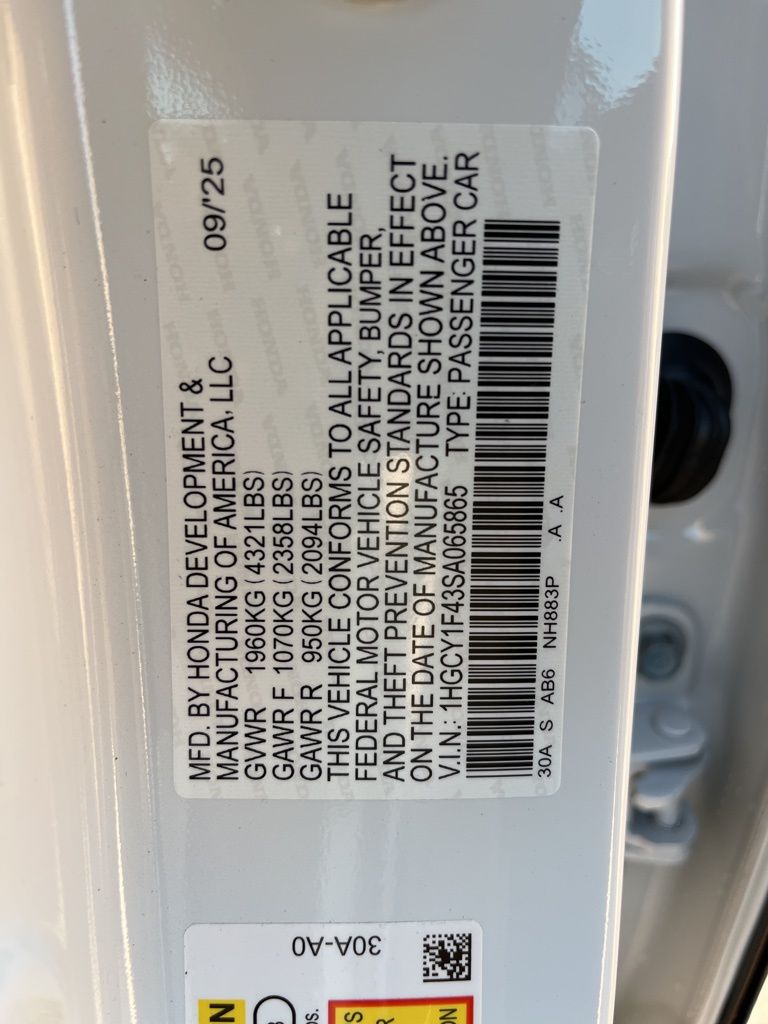 MFD. BY HONDA DEVELOPMENT & 09/'25
MANUFACTURING OF AMERICA, LLC
GVWR 1960KG (4321LBS)
GAWR F 1070KG (2358LBS)
GAWR R 950KG (2094LBS)
THIS VEHICLE CONFORMS TO ALL APPLICABLE
FEDERAL MOTOR VEHICLE SAFETY, BUMPER,
AND THEFT PREVENTION STANDARDS IN EFFECT
ON THE DATE OF MANUFACTURE SHOWN ABOVE.
V.I.N.: 1HGCY1F43SA065865 TYPE: PASSENGER CAR
30A S AB6 NH883P .A .A
30A-A0